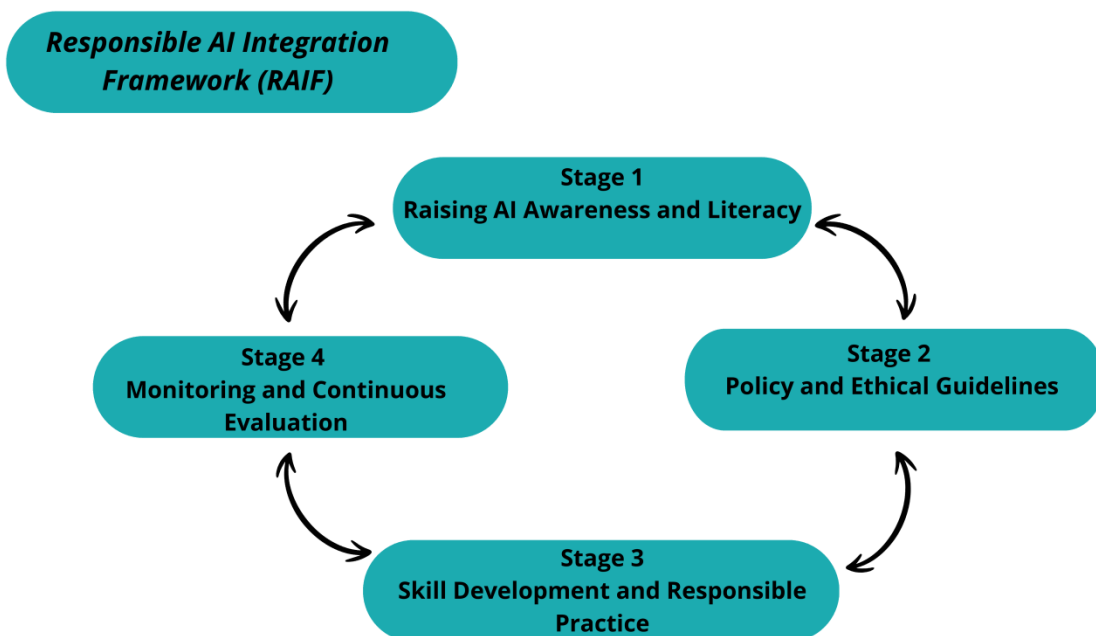 Responsible AI Integration
Framework (RAIF)
Stage 1
Raising AI Awareness and Literacy
Stage 4
Monitoring and Continuous
Evaluation
Stage 2
Policy and Ethical Guidelines
Stage 3
Skill Development and Responsible
Practice